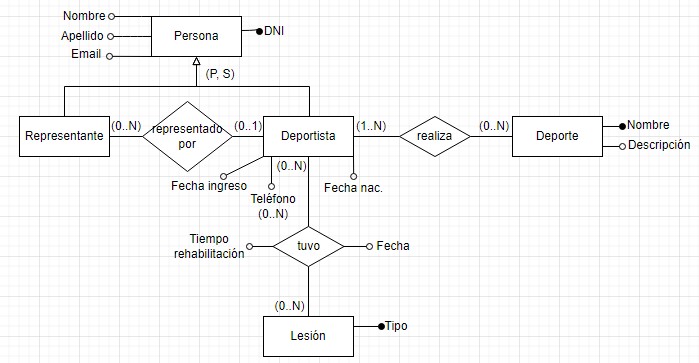 Nombre
Apellido
Email
Persona
DNI
(P, S)
Representante
(0..N)
representado
por
(0..1)
Deportista
(1..N)
realiza
(0..N)
Deporte
Nombre
Descripción
Fecha ingreso
Teléfono
(0..N)
(0..N)
Fecha nac.
Tiempo
rehabilitación
tuvo
Fecha
(0..N)
Lesión
Tipo